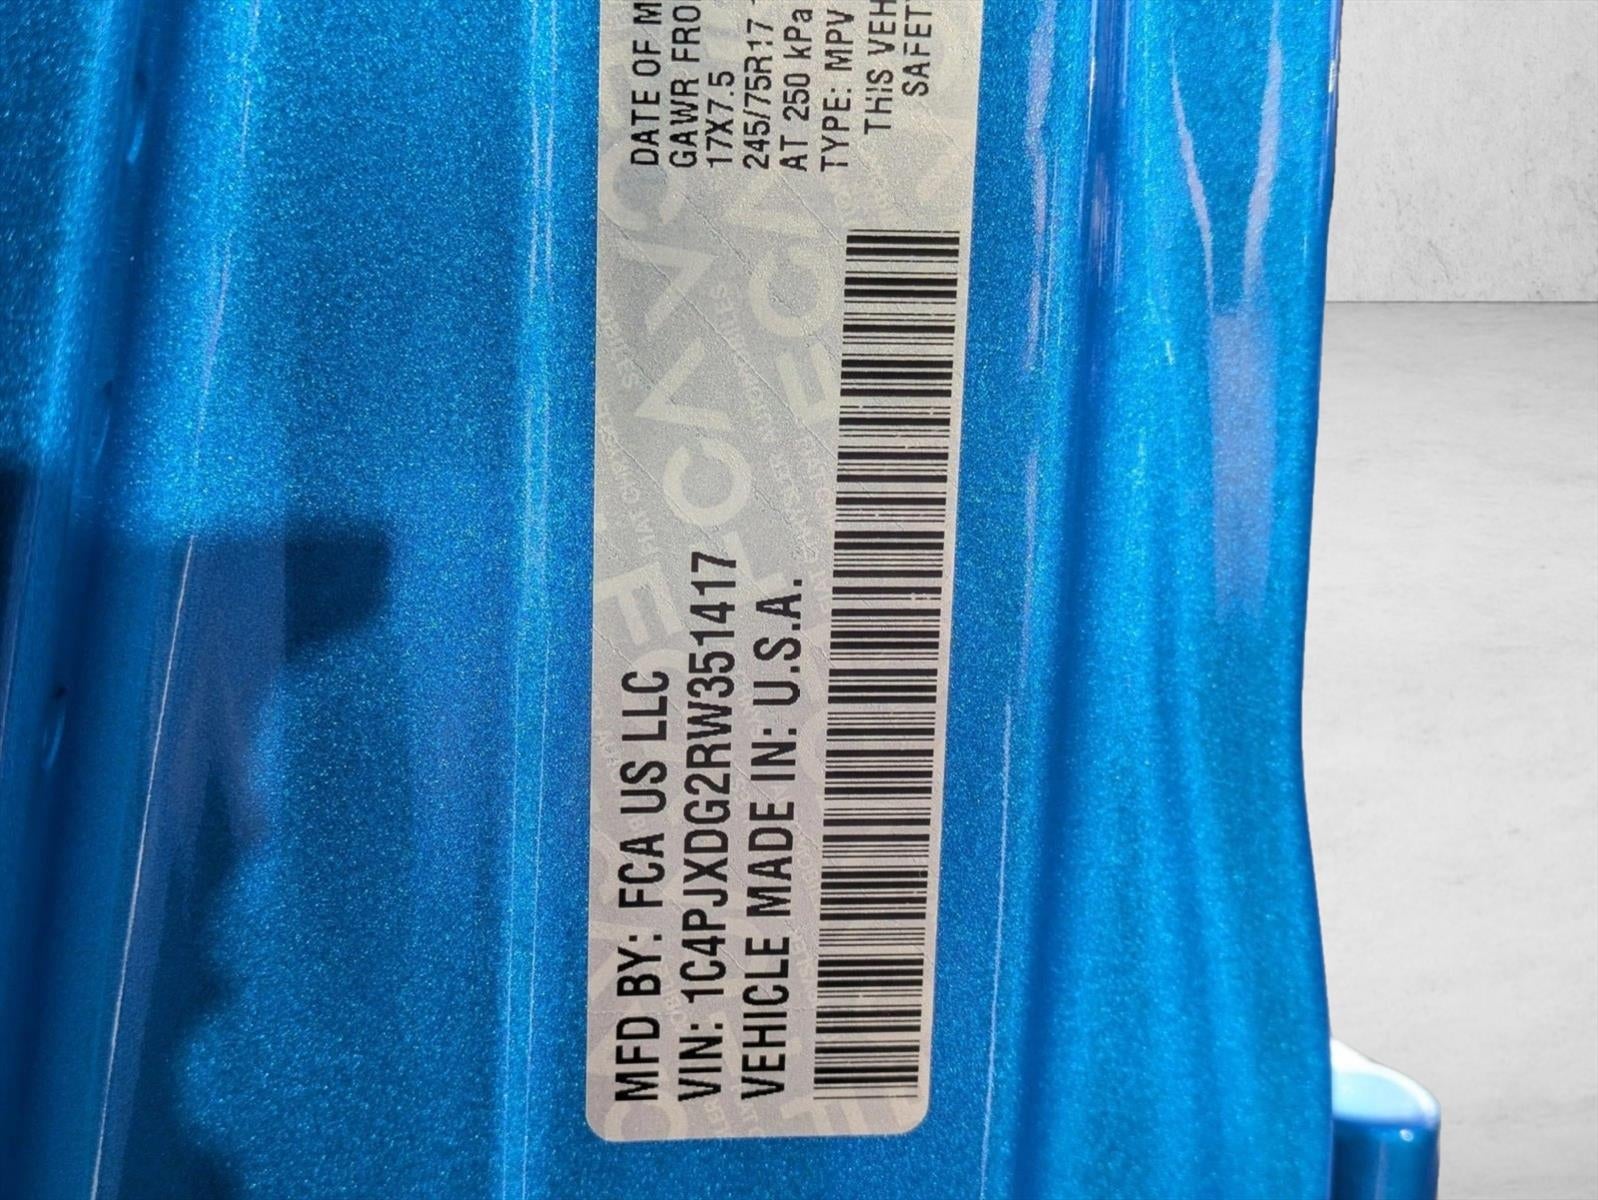 MFD BY: FCA US LLC
VIN: 1C4PJXDG2RW351417
VEHICLE MADE IN: U.S.A.
DATE OF M
GAWR FRO
17X7.5
245/75R17
AT 250 kPa
TYPE: MPV
THIS VEH
SAFET